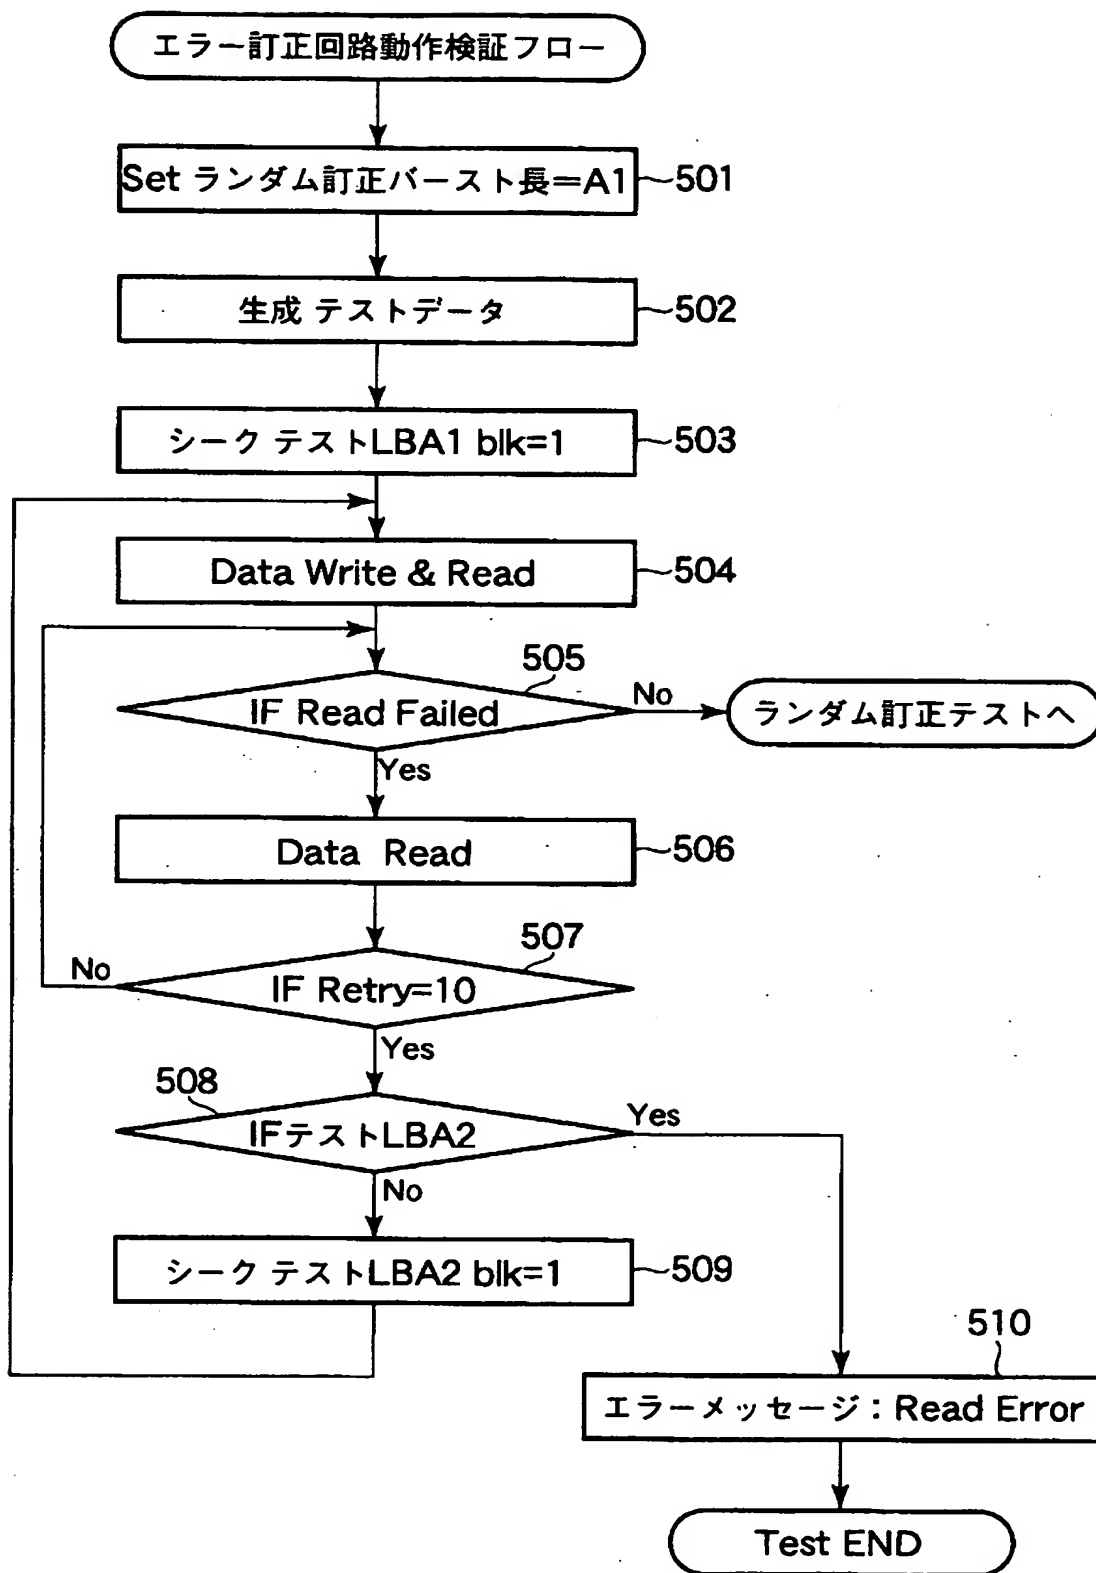 エラー訂正回路動作検証フロー
Set ランダム訂正バースト長=A1
501
生成 テストデータ
502
シーク テストLBA1 blk=1
503
Data Write & Read
504
505
IF Read Failed
No
ランダム訂正テストへ
Yes
Data Read
506
507
No
IF Retry=10
Yes
508
IFテストLBA2
Yes
No
シーク テストLBA2 blk=1
509
510
エラーメッセージ：Read Error
Test END